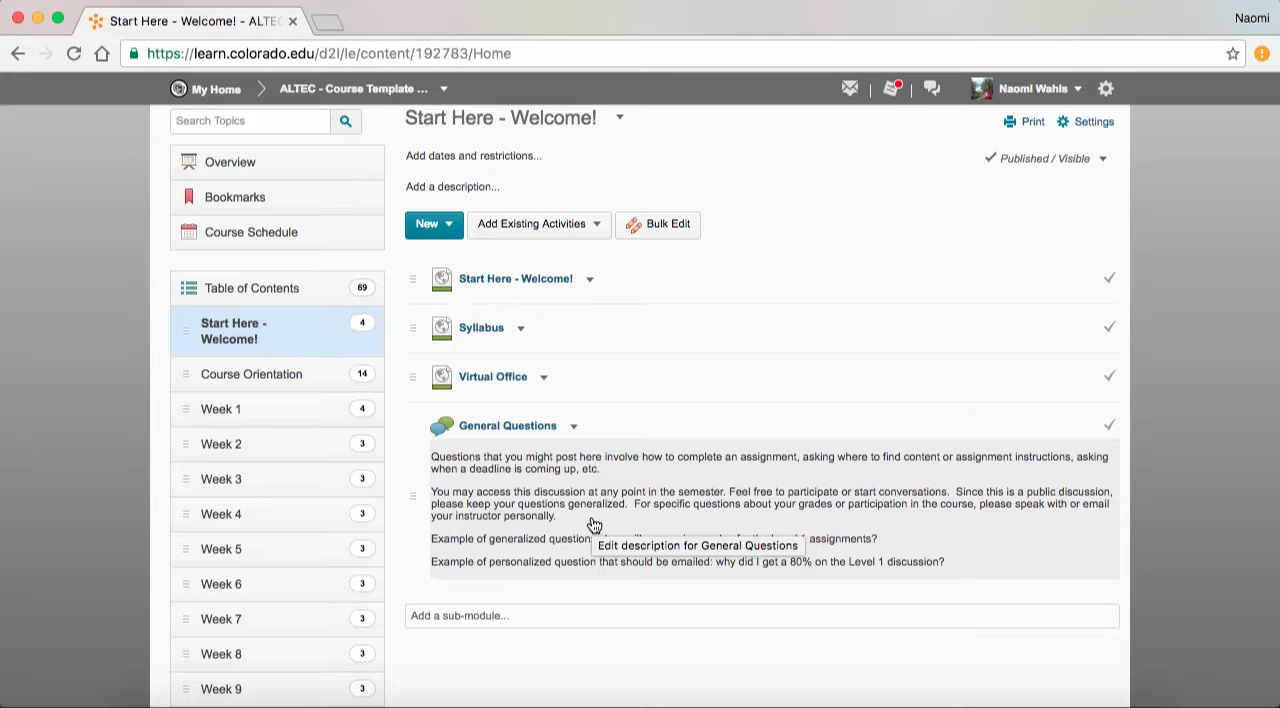 Start Here - Welcome! - ALTEC
Naomi
https://learn.colorado.edu/d2l/le/content/192783/Home
My Home
ALTEC - Course Template ...
Naomi Wahls
Search Topics
Start Here - Welcome!
Print
Settings
Add dates and restrictions...
Published / Visible
Overview
Add a description...
Bookmarks
New
Add Existing Activities
Bulk Edit
Course Schedule
Table of Contents
69
Start Here -
Welcome!
4
Course Orientation
14
Week 1
4
Week 2
3
Week 3
3
Week 4
3
Week 5
3
Week 6
3
Week 7
3
Week 8
3
Week 9
3
Start Here - Welcome!
Syllabus
Virtual Office
General Questions
Questions that you might post here involve how to complete an assignment, asking where to find content or assignment instructions, asking
when a deadline is coming up, etc.
You may access this discussion at any point in the semester. Feel free to participate or start conversations. Since this is a public discussion,
please keep your questions generalized. For specific questions about your grades or participation in the course, please speak with or email
your instructor personally.
Example of generalized question assignments?
Edit description for General Questions
Example of personalized question that should be emailed: why did I get a 80% on the Level 1 discussion?
Add a sub-module...